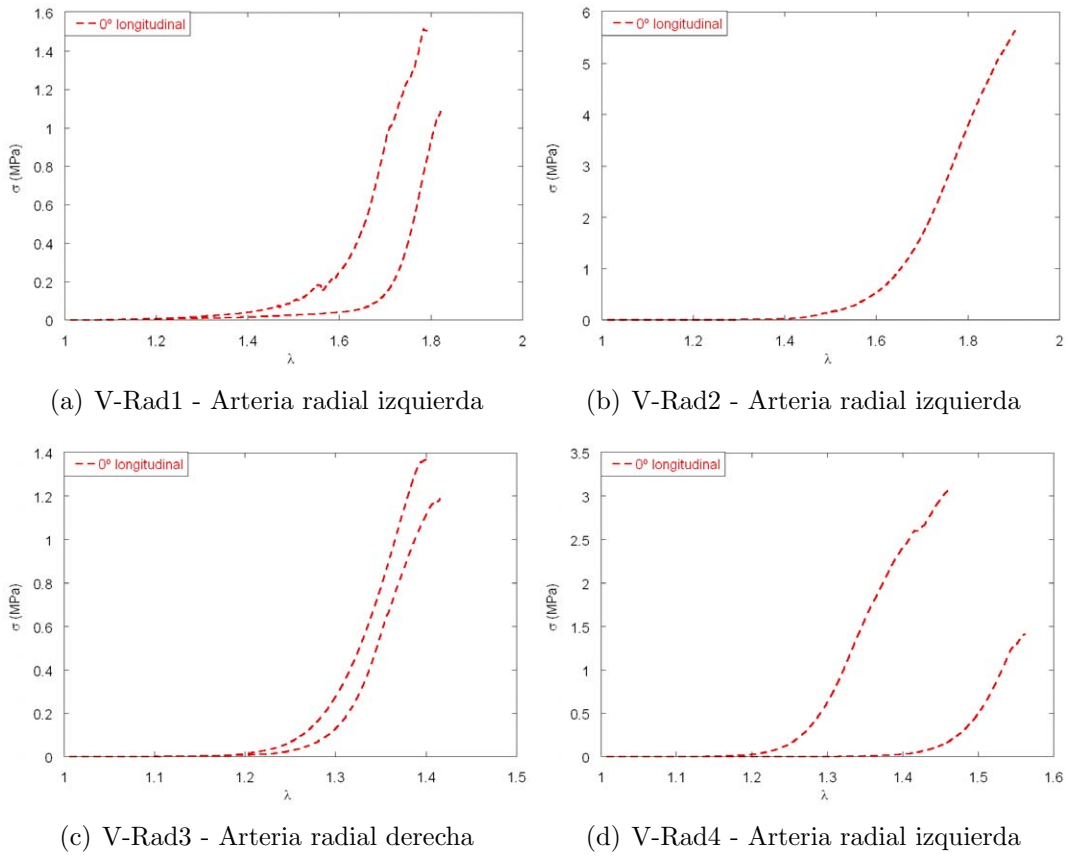 1.6
1.4
1.2
1
0.8
0.6
0.4
0.2
0
σ (MPa)
0º longitudinal
1 1.2 1.4 1.6 1.8 2
λ
(a) V-Rad1 - Arteria radial izquierda
6
5
4
3
2
1
0
σ (MPa)
0º longitudinal
1 1.2 1.4 1.6 1.8 2
λ
(b) V-Rad2 - Arteria radial izquierda
1.4
1.2
1
0.8
0.6
0.4
0.2
0
σ (MPa)
0º longitudinal
1 1.1 1.2 1.3 1.4 1.5
λ
(c) V-Rad3 - Arteria radial derecha
3.5
3
2.5
2
1.5
1
0.5
0
σ (MPa)
0º longitudinal
1 1.1 1.2 1.3 1.4 1.5 1.6
λ
(d) V-Rad4 - Arteria radial izquierda